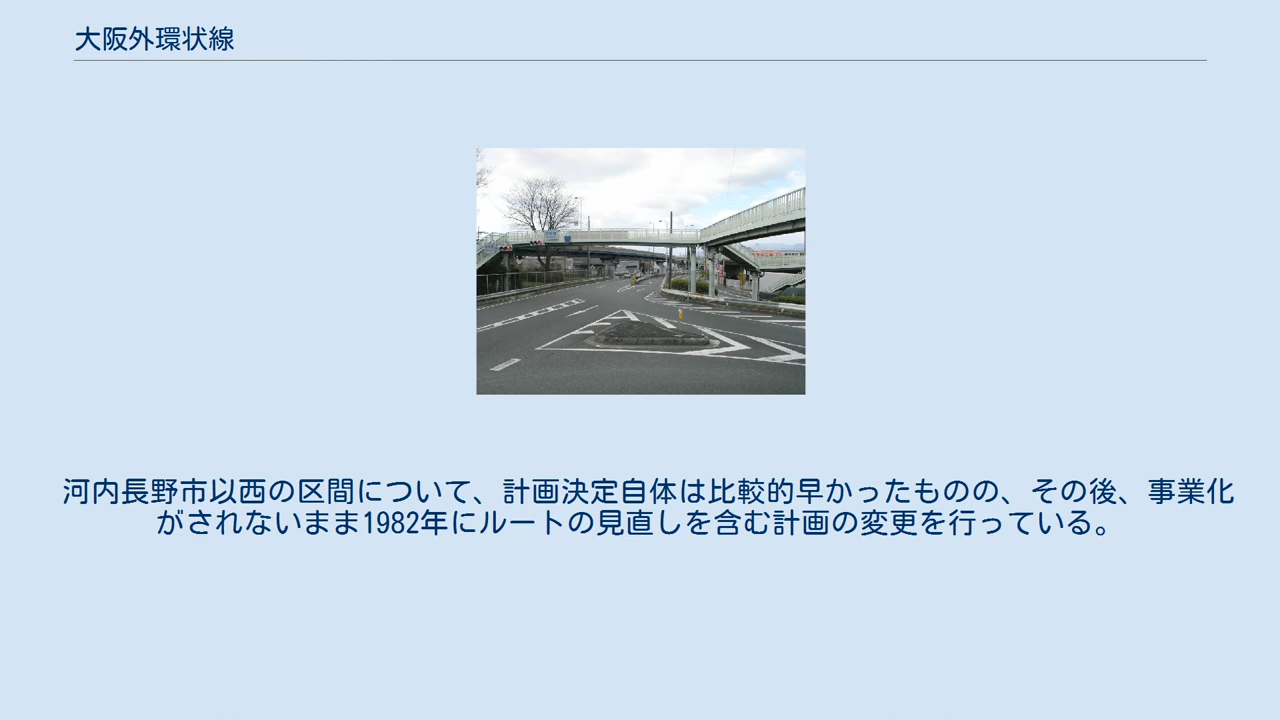 大阪外環状線
河内長野市以西の区間について、計画決定自体は比較的早かったものの、その後、事業化
がされないまま1982年にルートの見直しを含む計画の変更を行っている。